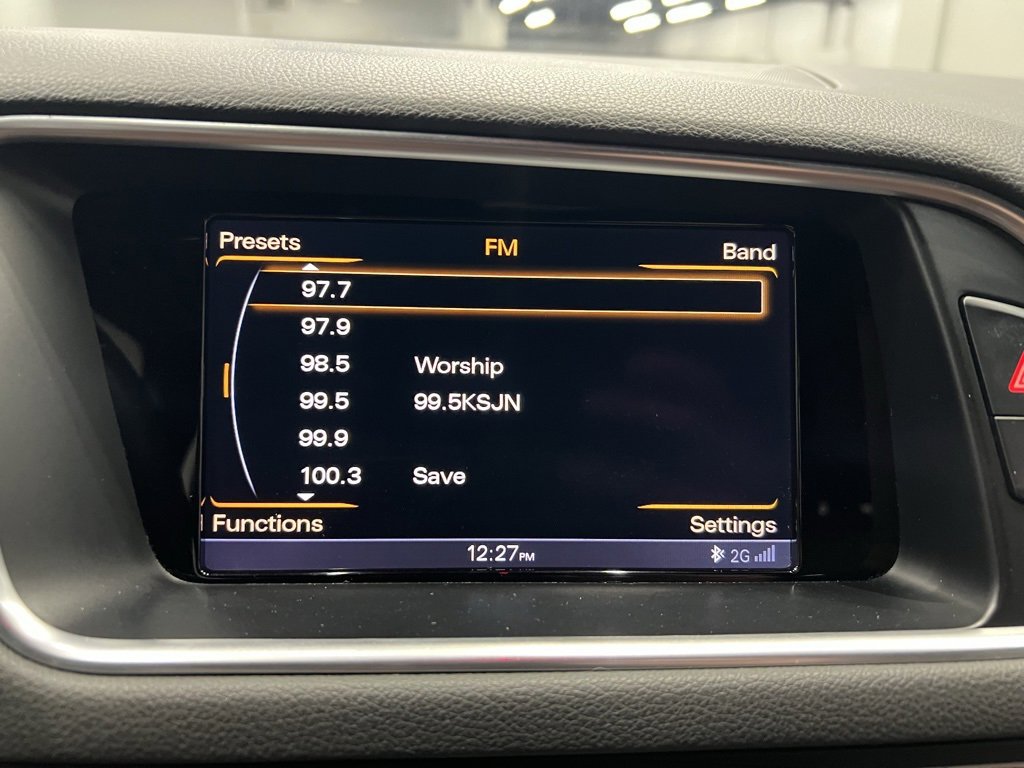 Presets FM Band
97.7
97.9
98.5 Worship
99.5 99.5KSJN
99.9
100.3 Save
Functions Settings
12:27PM 2G